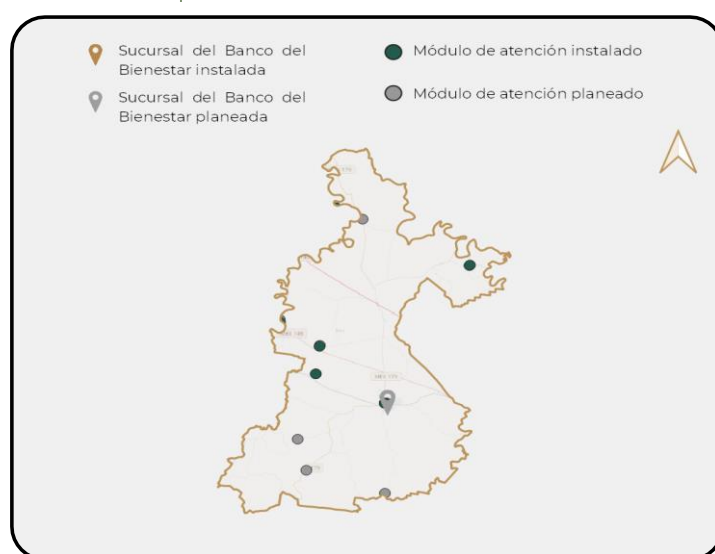 Sucursal del Banco del
Bienestar instalada
Sucursal del Banco del
Bienestar planeada
Módulo de atención instalado
Módulo de atención planeado